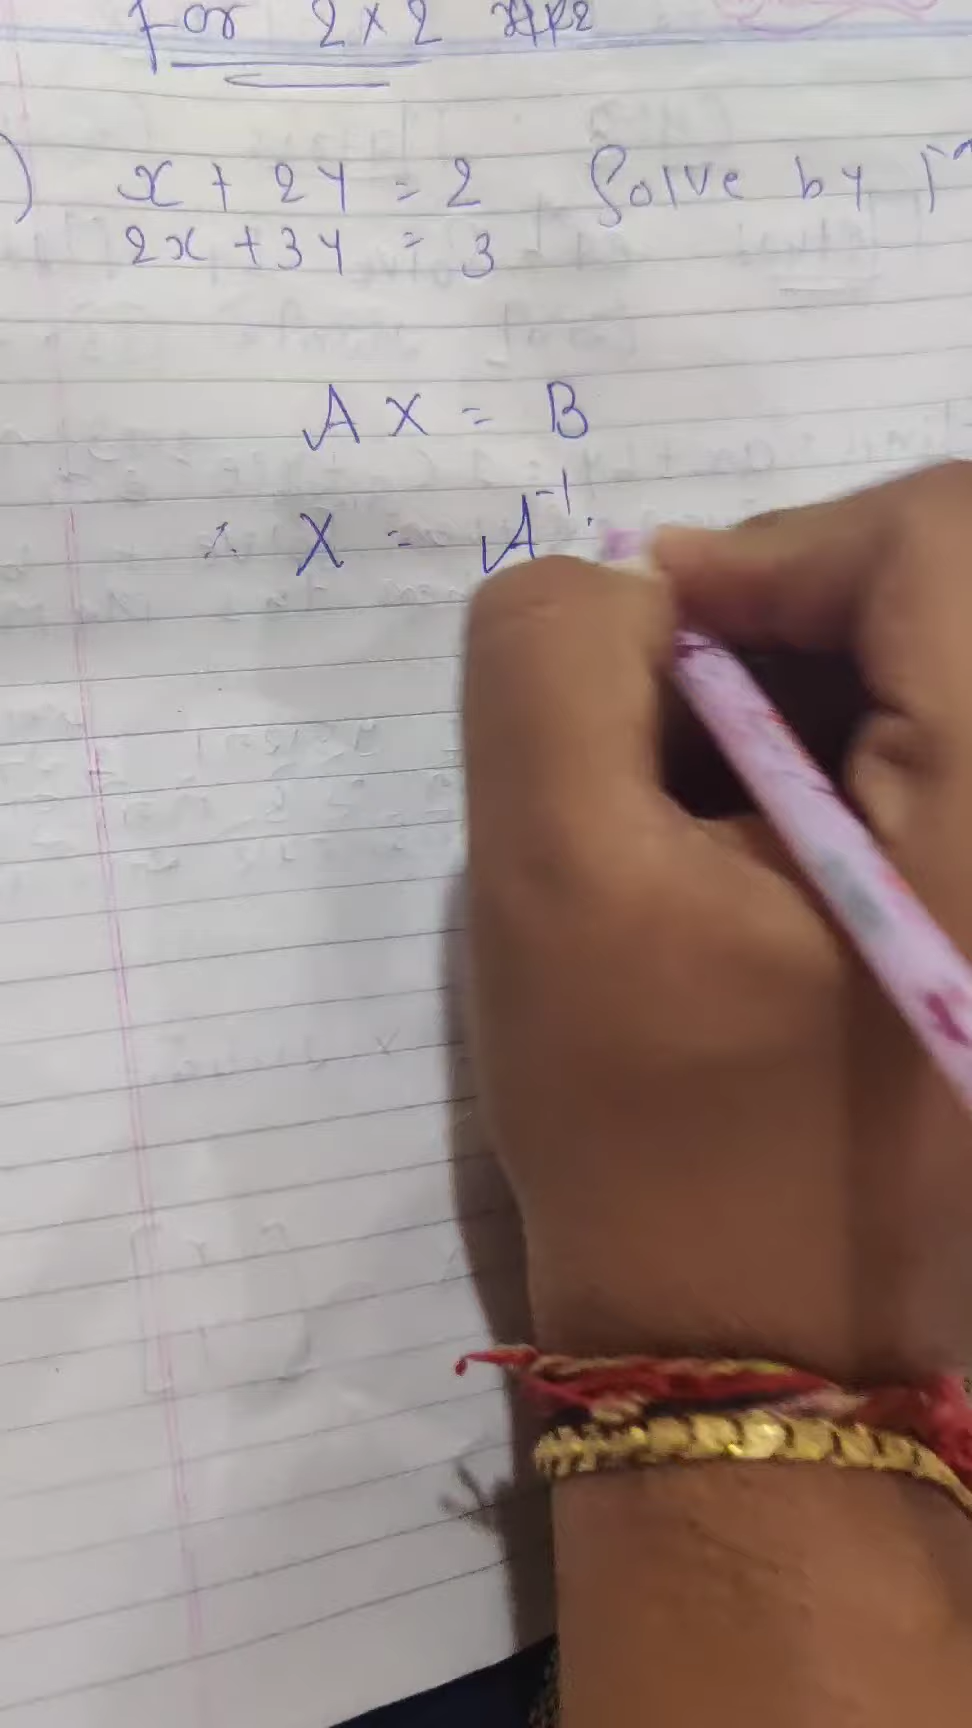 for 2 × 2
) x + 2y = 2 Solve by
2x + 3y = 3
AX = B
∴ X = A⁻¹.